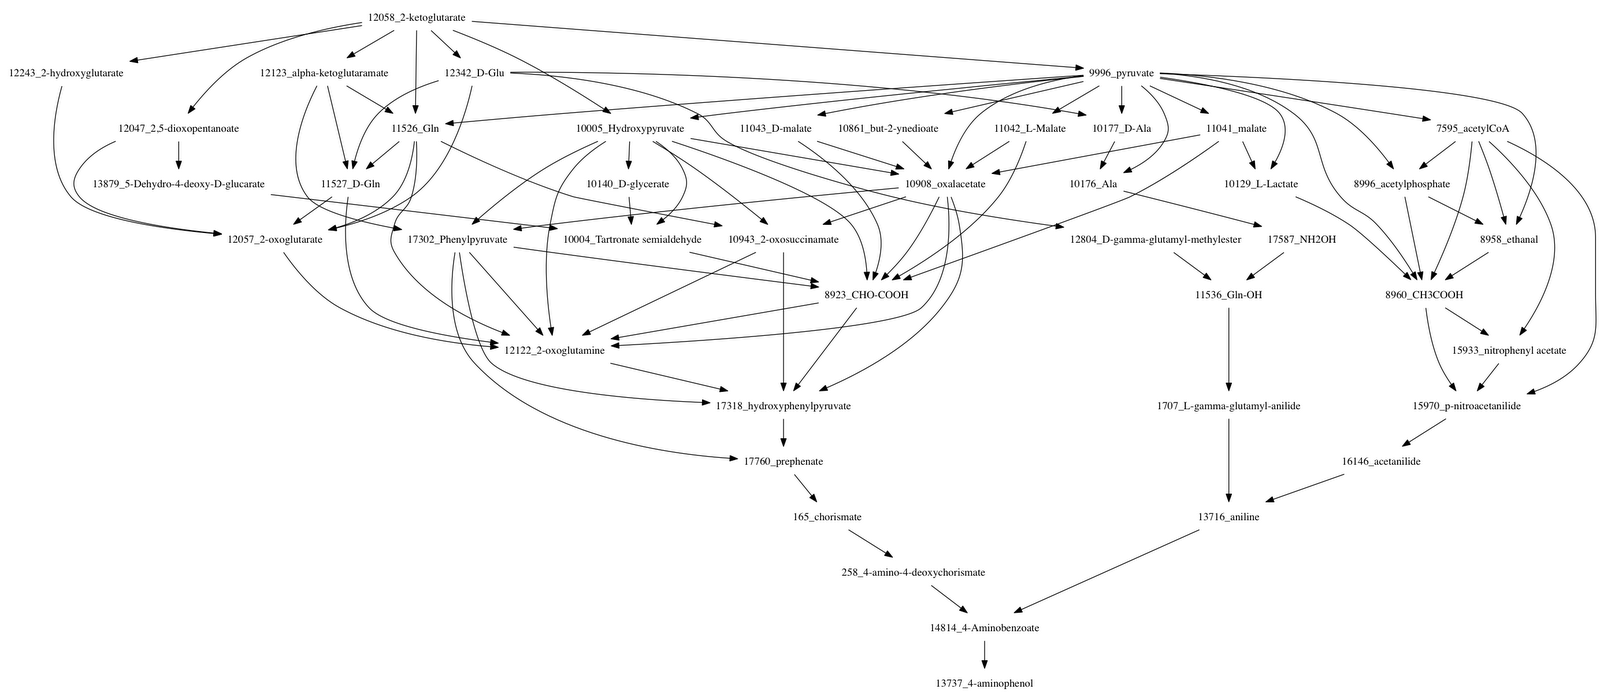 12058_2-ketoglutarate
12243_2-hydroxyglutarate
12123_alpha-ketoglutaramate
12342_D-Glu
9996_pyruvate
12047_2,5-dioxopentanoate
11526_Gln
10005_Hydroxypyruvate
11043_D-malate
10861_but-2-ynedioate
11042_L-Malate
10177_D-Ala
11041_malate
7595_acetylCoA
13879_5-Dehydro-4-deoxy-D-glucarate
11527_D-Gln
10140_D-glycerate
10908_oxalacetate
10176_Ala
10129_L-Lactate
8996_acetylphosphate
12057_2-oxoglutarate
17302_Phenylpyruvate
10004_Tartronate semialdehyde
10943_2-oxosuccinamate
12804_D-gamma-glutamyl-methylester
17587_NH2OH
8958_ethanal
8923_CHO-COOH
11536_Gln-OH
8960_CH3COOH
12122_2-oxoglutamine
15933_nitrophenyl acetate
17318_hydroxyphenylpyruvate
1707_L-gamma-glutamyl-anilide
15970_p-nitroacetanilide
17760_prephenate
16146_acetanilide
165_chorismate
13716_aniline
258_4-amino-4-deoxychorismate
14814_4-Aminobenzoate
13737_4-aminophenol